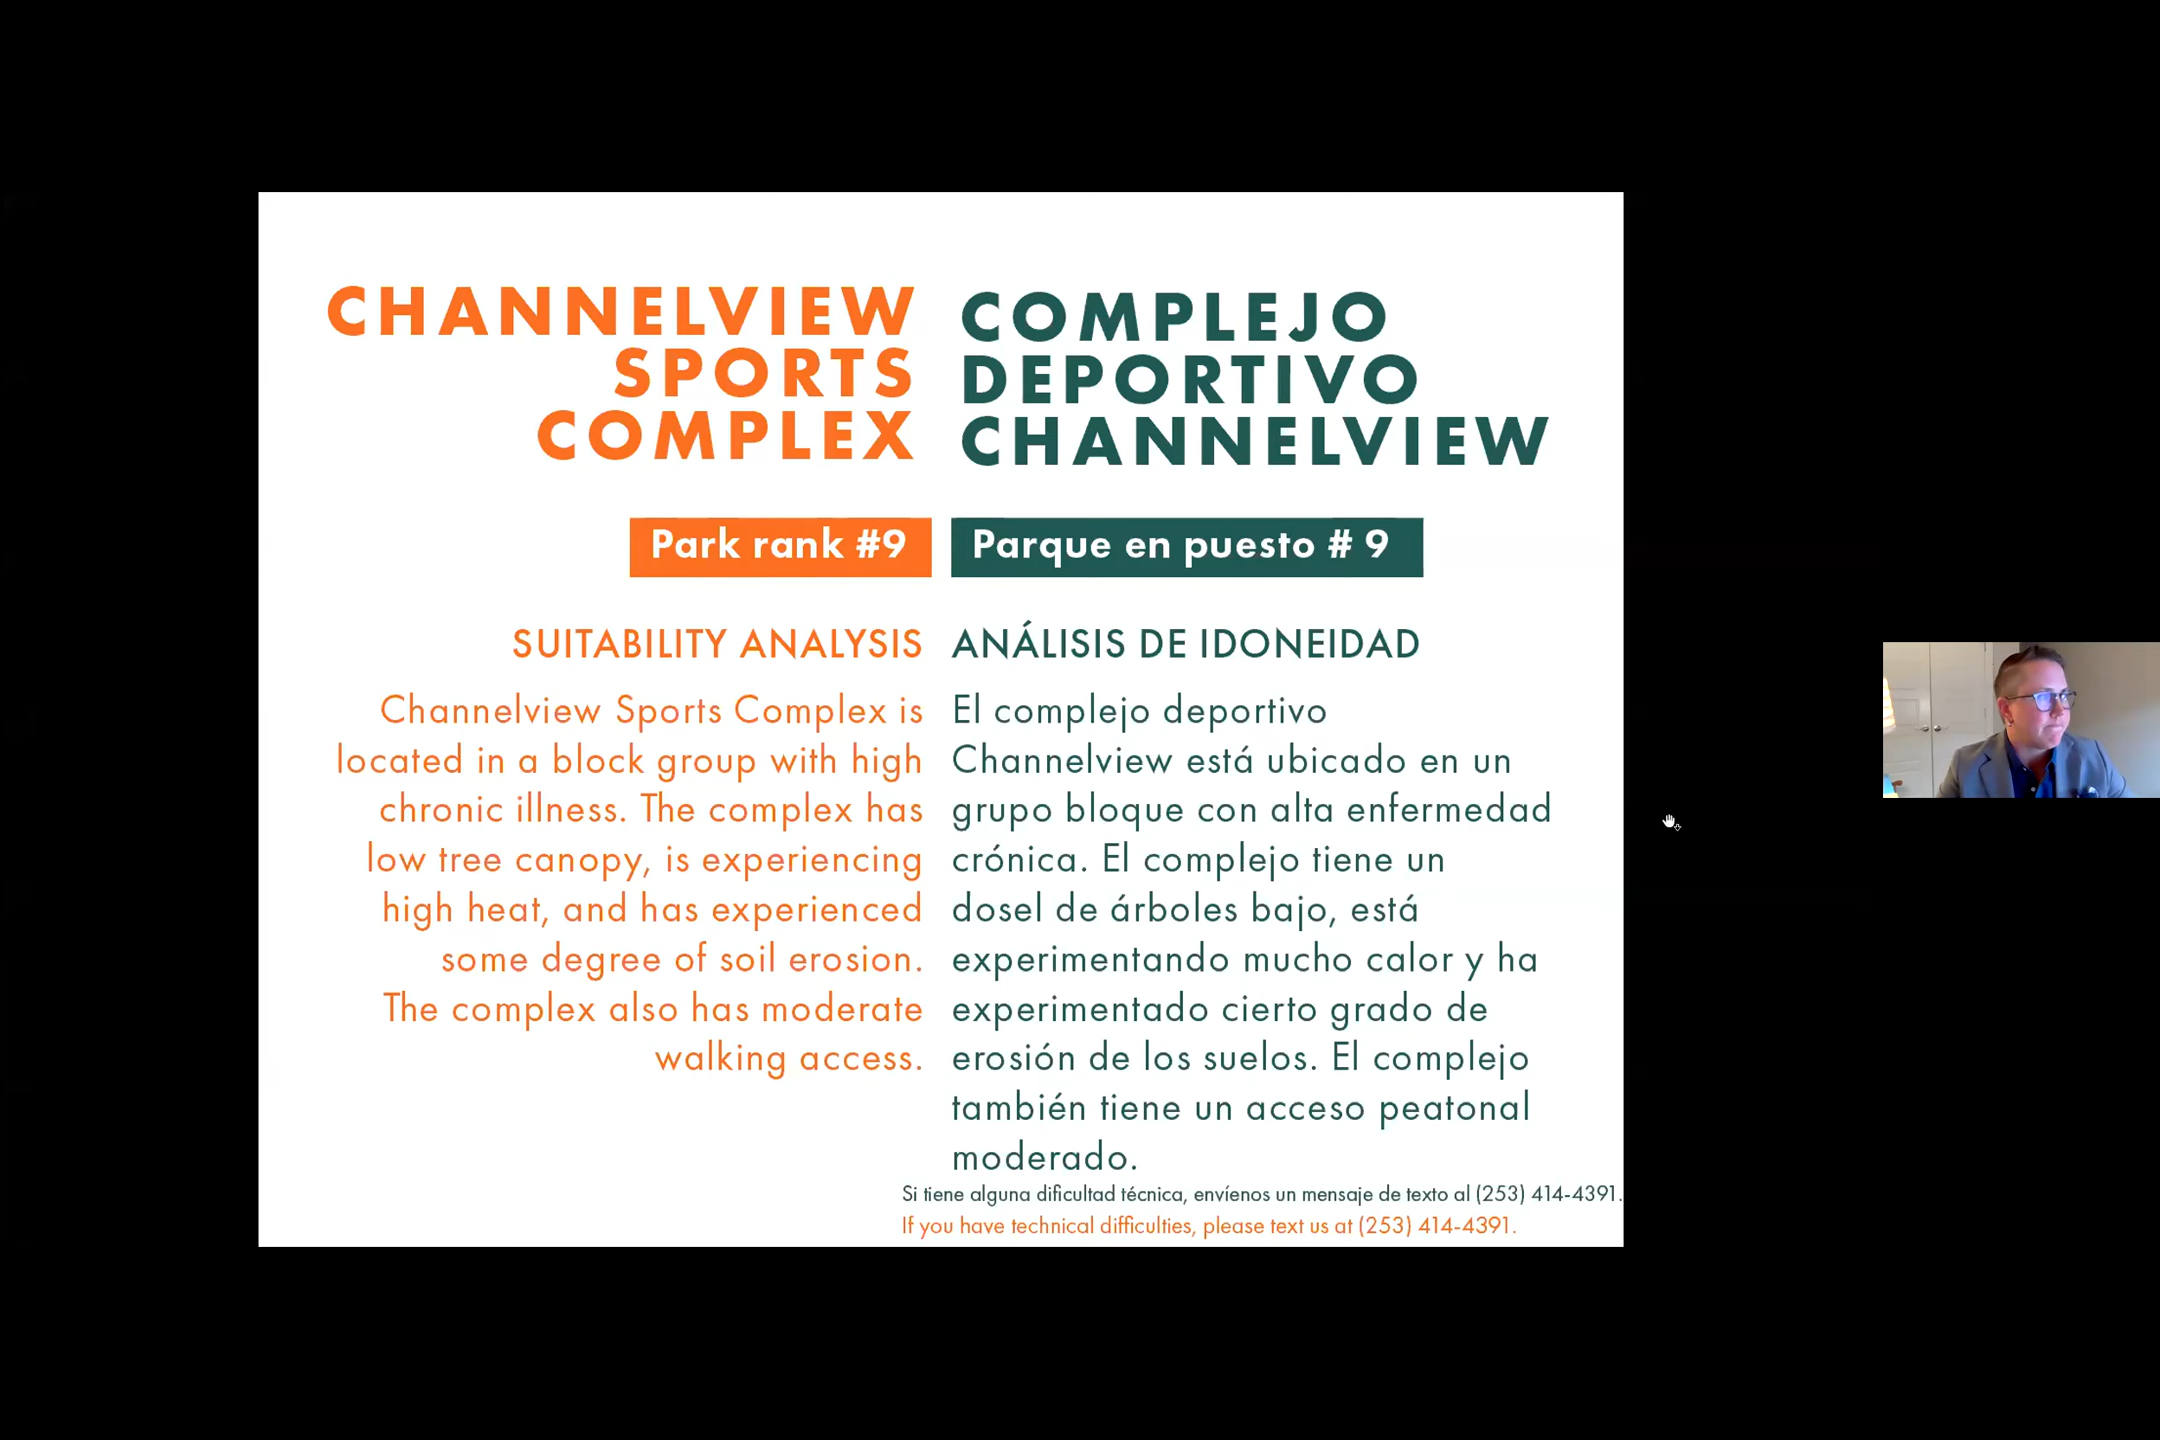 CHANNELVIEW
SPORTS
COMPLEX
Park rank #9
SUITABILITY ANALYSIS
Channelview Sports Complex is
located in a block group with high
chronic illness. The complex has
low tree canopy, is experiencing
high heat, and has experienced
some degree of soil erosion.
The complex also has moderate
walking access.
COMPLEJO
DEPORTIVO
CHANNELVIEW
Parque en puesto # 9
ANÁLISIS DE IDONEIDAD
El complejo deportivo
Channelview está ubicado en un
grupo bloque con alta enfermedad
crónica. El complejo tiene un
dosel de árboles bajo, está
experimentando mucho calor y ha
experimentado cierto grado de
erosión de los suelos. El complejo
también tiene un acceso peatonal
moderado.
Si tiene alguna dificultad técnica, envíenos un mensaje de texto al (253) 414-4391.
If you have technical difficulties, please text us at (253) 414-4391.